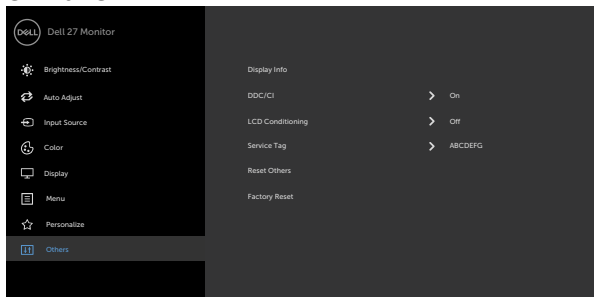 DELL Dell 27 Monitor
Brightness/Contrast
Auto Adjust
Input Source
Color
Display
Menu
Personalize
Others
Display Info
DDC/CI On
LCD Conditioning Off
Service Tag ABCDEFG
Reset Others
Factory Reset